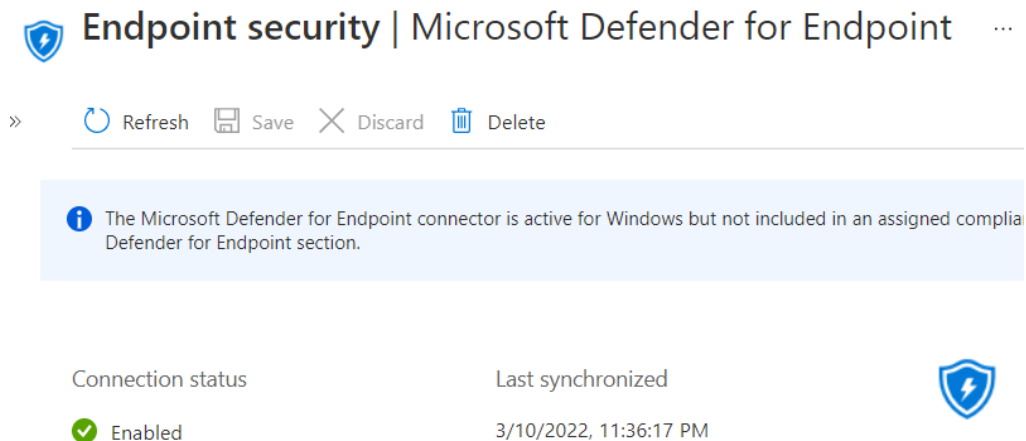 Endpoint security | Microsoft Defender for Endpoint ...
Refresh Save Discard Delete
The Microsoft Defender for Endpoint connector is active for Windows but not included in an assigned
Defender for Endpoint section.
Connection status Last synchronized
Enabled 3/10/2022, 11:36:17 PM